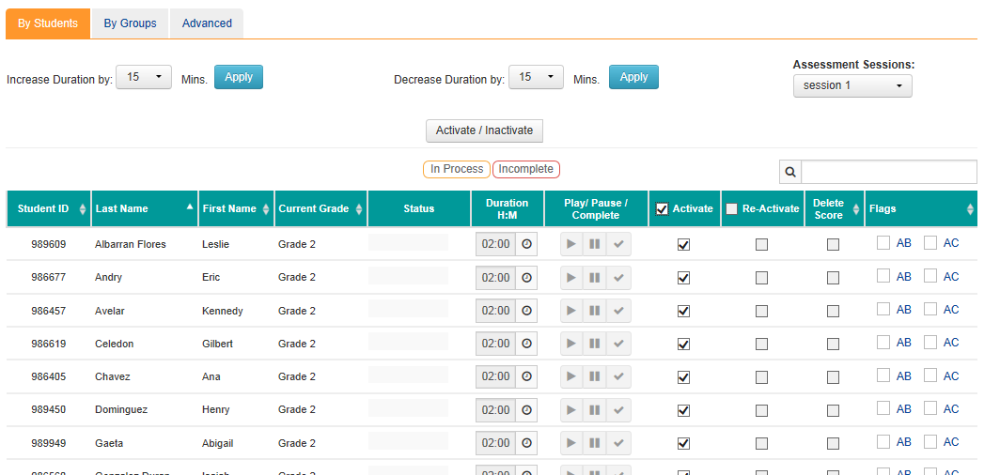 By Students By Groups Advanced
Assessment Sessions:
Increase Duration by: 15 Mins. Apply Decrease Duration by: 15 Mins. Apply session 1
Activate / Inactivate
In Process Incomplete
Student ID Last Name First Name Current Grade Status Duration H:M Play/ Pause / Complete Activate Re-Activate Delete Score Flags
989609 Albarran Flores Leslie Grade 2 02:00 AB AC
986677 Andry Eric Grade 2 02:00 AB AC
986457 Avelar Kennedy Grade 2 02:00 AB AC
986619 Celedon Gilbert Grade 2 02:00 AB AC
986405 Chavez Ana Grade 2 02:00 AB AC
989450 Dominguez Henry Grade 2 02:00 AB AC
989949 Gaeta Abigail Grade 2 02:00 AB AC
Grade 2 02:00 AB AC